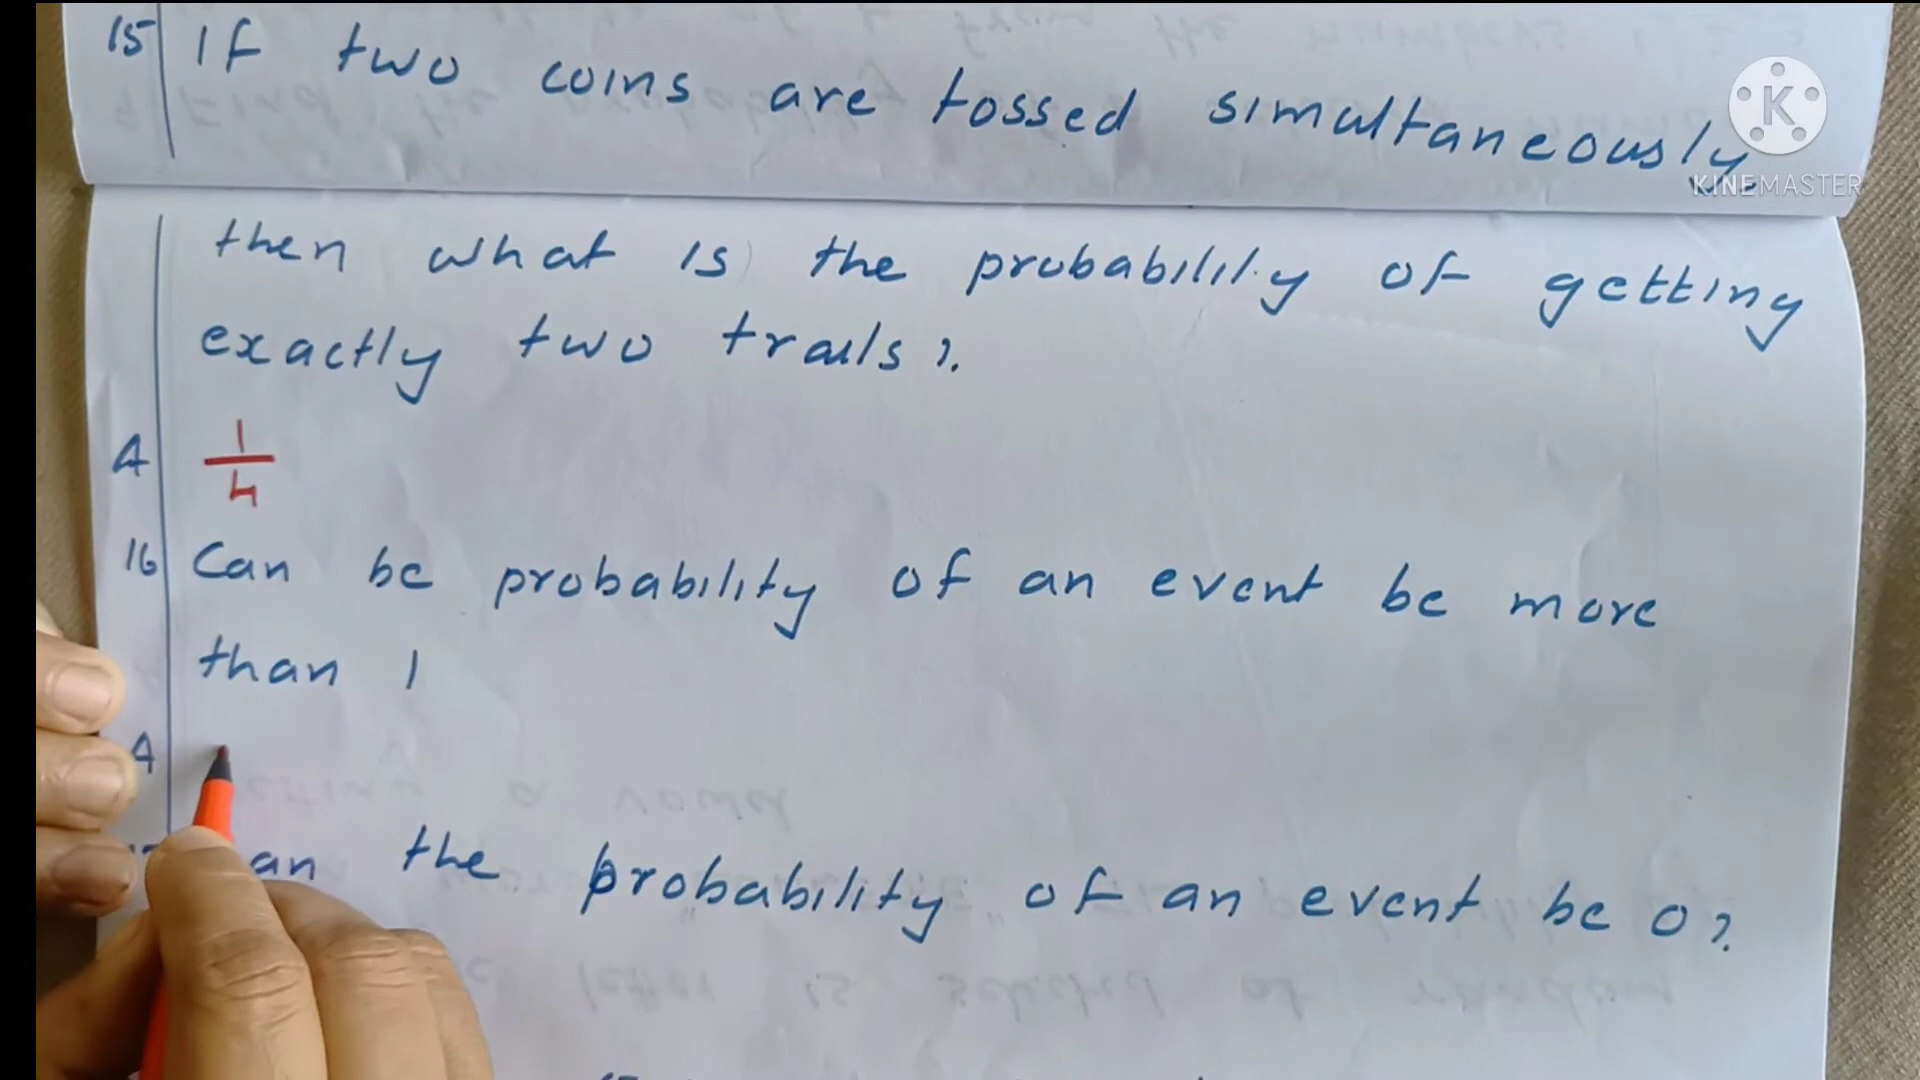 15 If two coins are tossed simultaneously,
KINEMASTER
then what is the probability of getting
exactly two trails?
A 1/4
16 Can be probability of an event be more
than 1
A
an the probability of an event be 0?